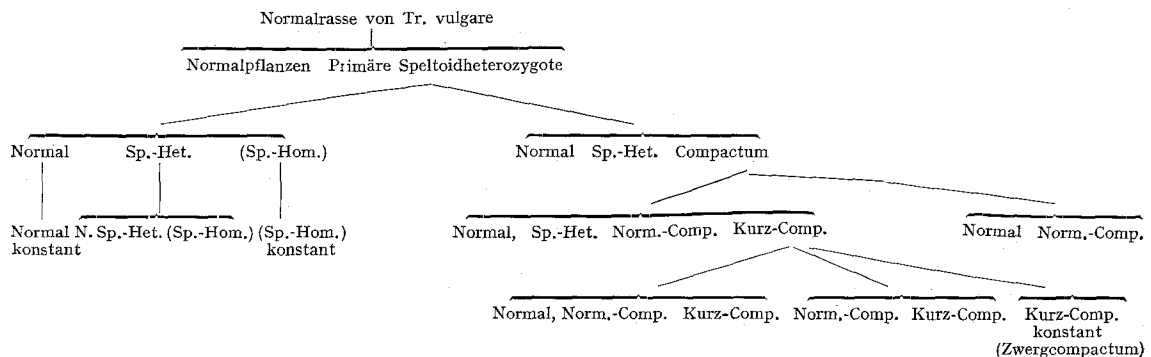 Normalrasse von Tr. vulgare
Normalpflanzen Primäre Speltoidheterozygote
Normal Sp.-Het. (Sp.-Hom.) Normal Sp.-Het. Compactum
Normal N. Sp.-Het. (Sp.-Hom.) (Sp.-Hom.) Normal, Sp.-Het. Norm.-Comp. Kurz-Comp. Normal Norm.-Comp.
konstant konstant
Normal, Norm.-Comp. Kurz-Comp. Norm.-Comp. Kurz-Comp. Kurz-Comp.
konstant
(Zwergcompactum)